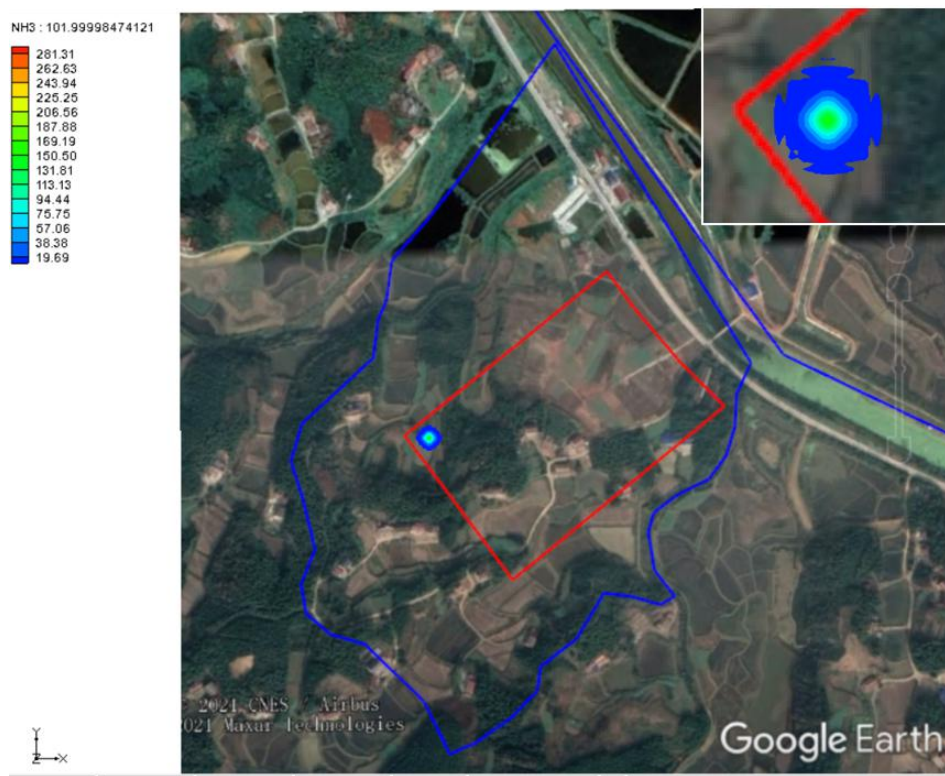 NH3 : 101.99998474121
281.31
262.63
243.94
225.25
206.56
187.88
169.19
150.50
131.81
113.13
94.44
75.75
57.06
38.38
19.69
2021 CNES / Airbus
2021 Maxar Technologies
Google Earth
Y
Z
X